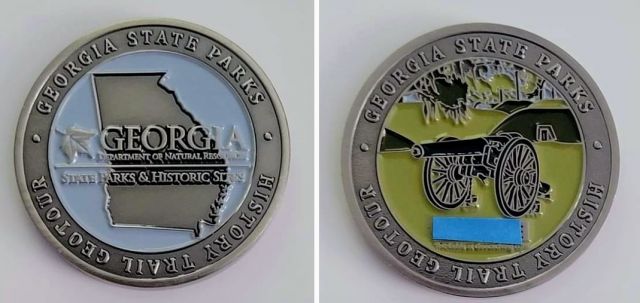 GEORGIA STATE PARKS
HISTORY TRAIL GEOTOUR
GEORGIA
DEPARTMENT OF NATURAL
STATE PARKS & HISTORIC SITES
GEORGIA STATE PARKS
HISTORY TRAIL GEOTOUR